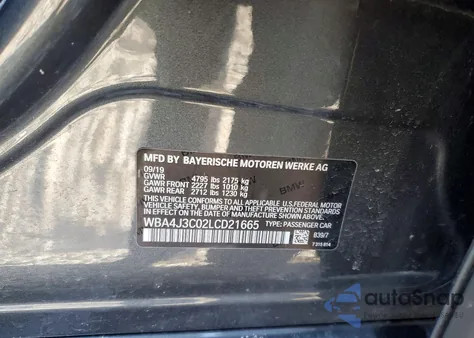 MFD BY BAYERISCHE MOTOREN WERKE AG
09/19
GVWR 4795 lbs 2175 kg
GAWR FRONT 2227 lbs 1010 kg
GAWR REAR 2712 lbs 1230 kg
THIS VEHICLE CONFORMS TO ALL APPLICABLE
FEDERAL MOTOR VEHICLE SAFETY, BUMPER,
AND THEFT PREVENTION STANDARDS IN EFFECT
ON THE DATE OF MANUFACTURE SHOWN ABOVE.
WBA4J3C02LCD21665 TYPE: PASSENGER CAR
839/7
autoSnap